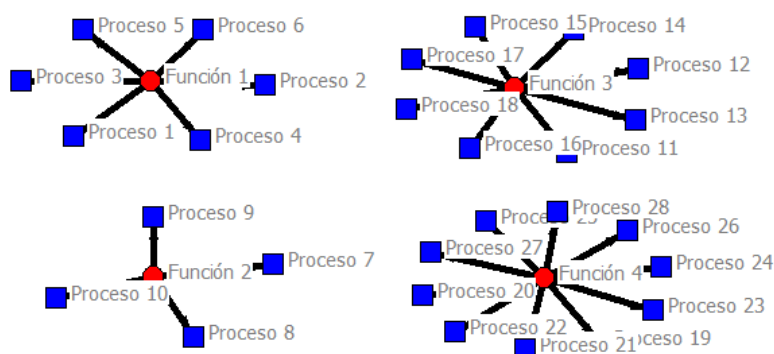 Proceso 5
Proceso 6
Proceso 3
Función 1
Proceso 2
Proceso 1
Proceso 4
Proceso 15
Proceso 14
Proceso 17
Proceso 12
Función 3
Proceso 18
Proceso 13
Proceso 16
Proceso 11
Proceso 9
Proceso 7
Función 2
Proceso 10
Proceso 8
Proceso 28
Proceso 26
Proceso 27
Proceso 24
Función 4
Proceso 20
Proceso 23
Proceso 22
Proceso 19
Proceso 21